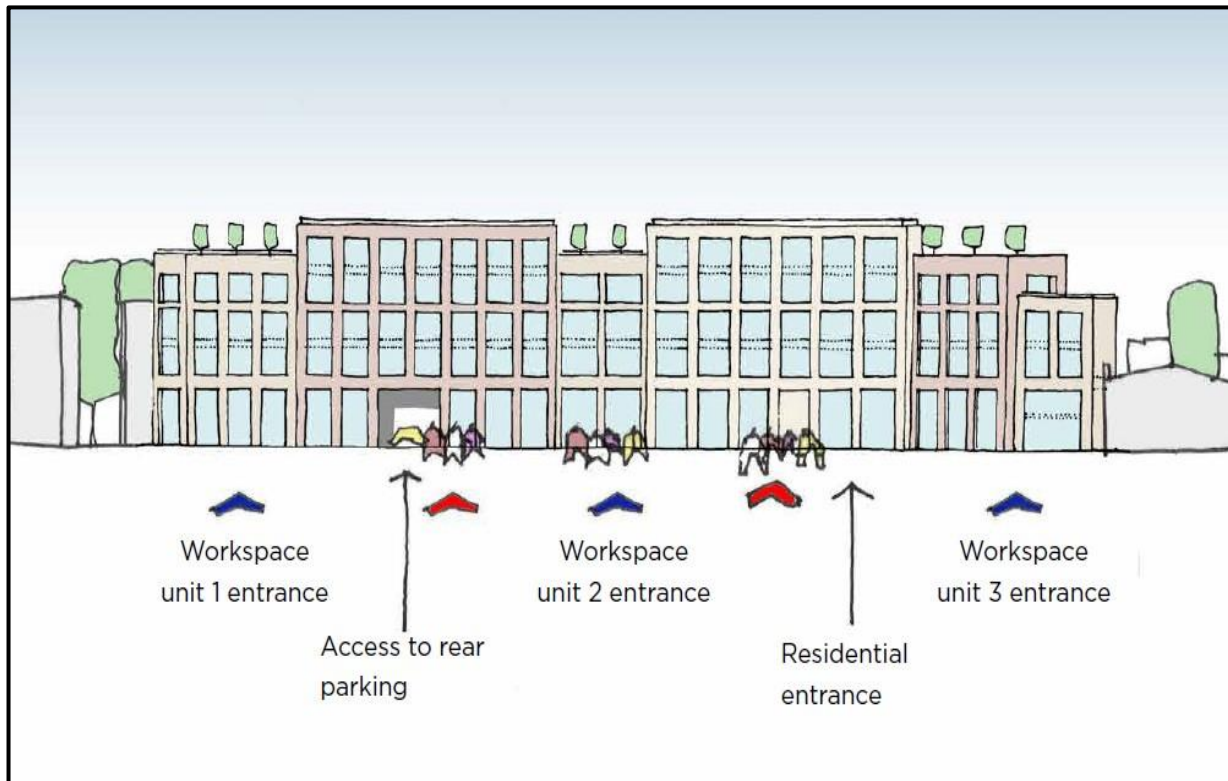 Workspace
unit 1 entrance
Workspace
unit 2 entrance
Workspace
unit 3 entrance
Access to rear
parking
Residential
entrance